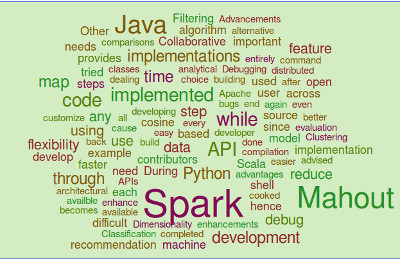 Java Filtering Advancements
Other algorithm alternative
comparisons Collaborative important
needs implementations feature
provides entirely command
tried classes analytical Debugging distributed
map steps dealing time choice building used after open
code implemented Apache user across
bugs end again even
customize any all developing step while source better
cause cosine every since evaluation
using easy based developer model Clustering
flexibility back use build API done implementation
develop example data compilation
contributors Scala easier advised
faster
through need During Python advantages reduce
APIs shell
architectural each cooked
availble enhance Spark hence Mahout
becomes available debug
difficult Dimensionality enhancements
Classification completed development
recommendation machine